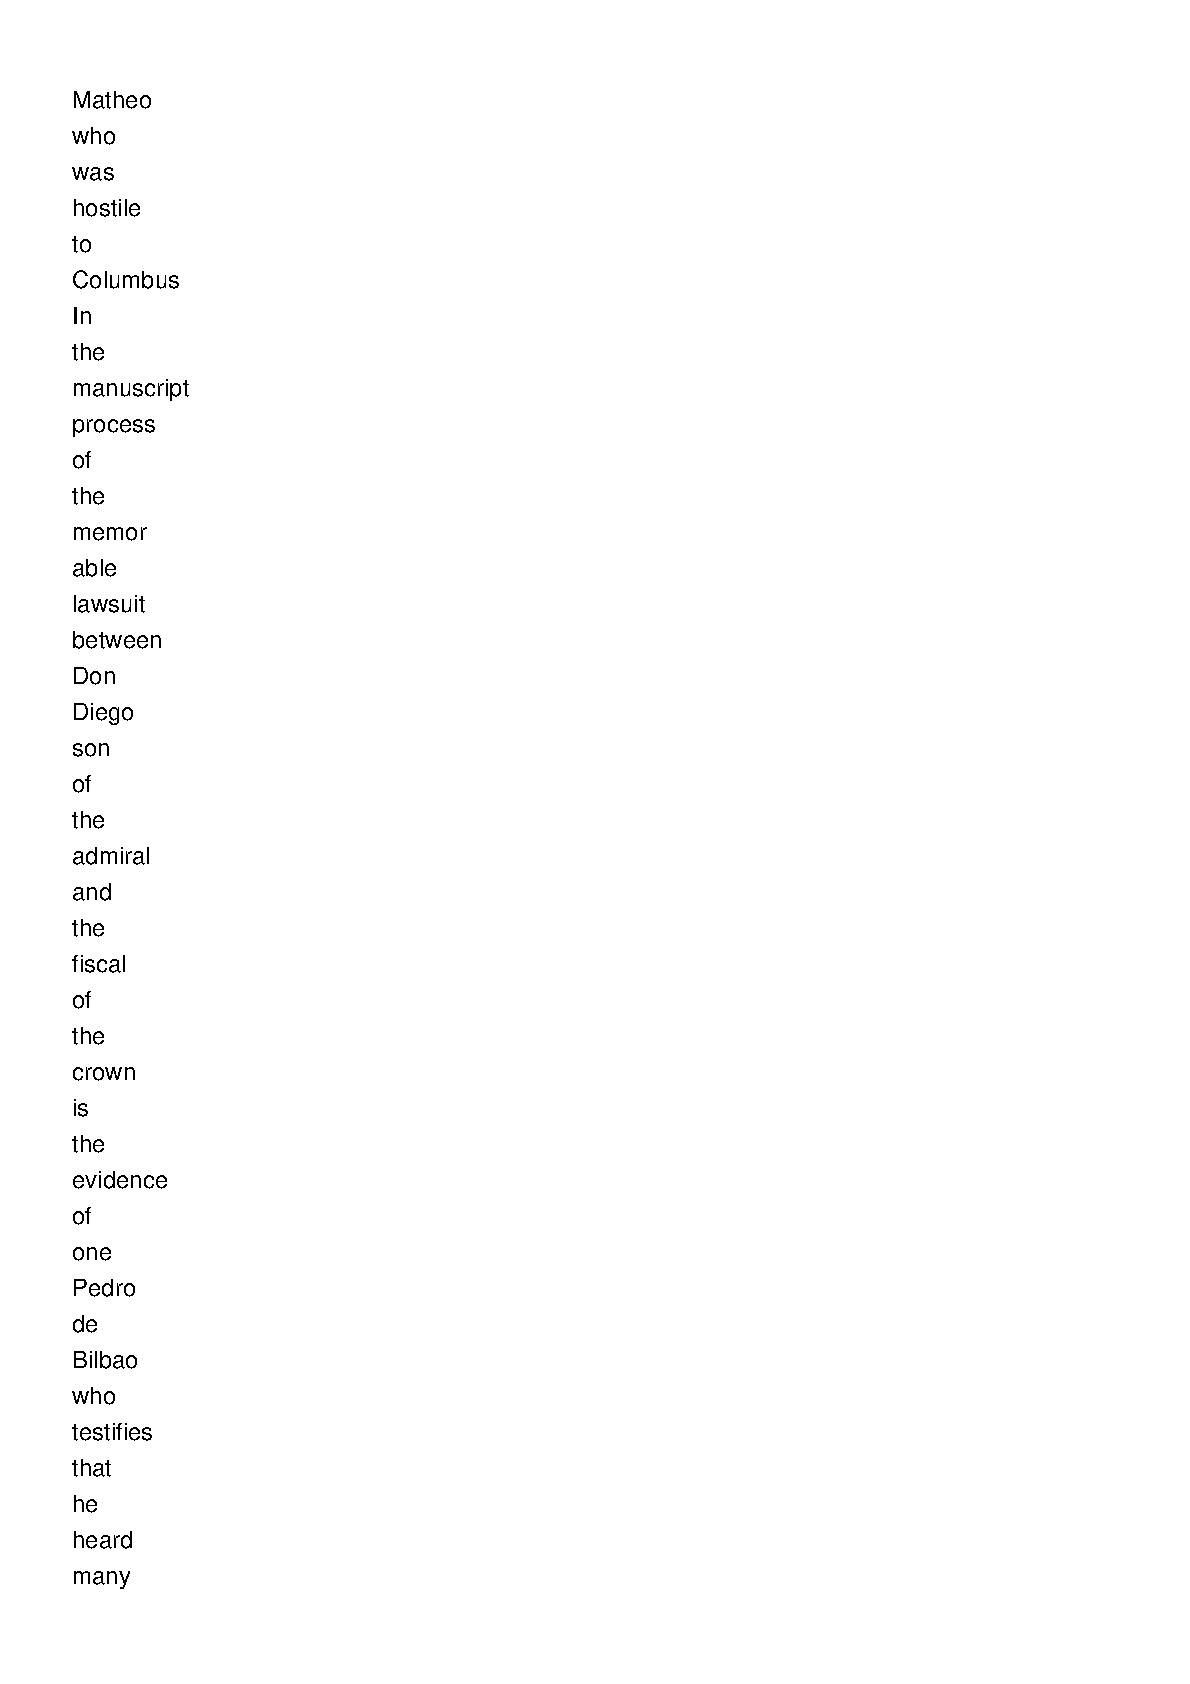 Matheo
who
was
hostile
to
Columbus
In
the
manuscript
process
of
the
memor
able
lawsuit
between
Don
Diego
son
of
the
admiral
and
the
fiscal
of
the
crown
is
the
evidence
of
one
Pedro
de
Bilbao
who
testifies
that
he
heard
many